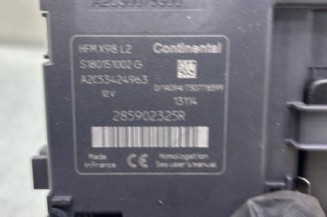 HFM X98 L2
Continental
S180151002 G
A2C53424963
12V
13114
285902325R
Made
in France
CE
Homologation
See user's manual